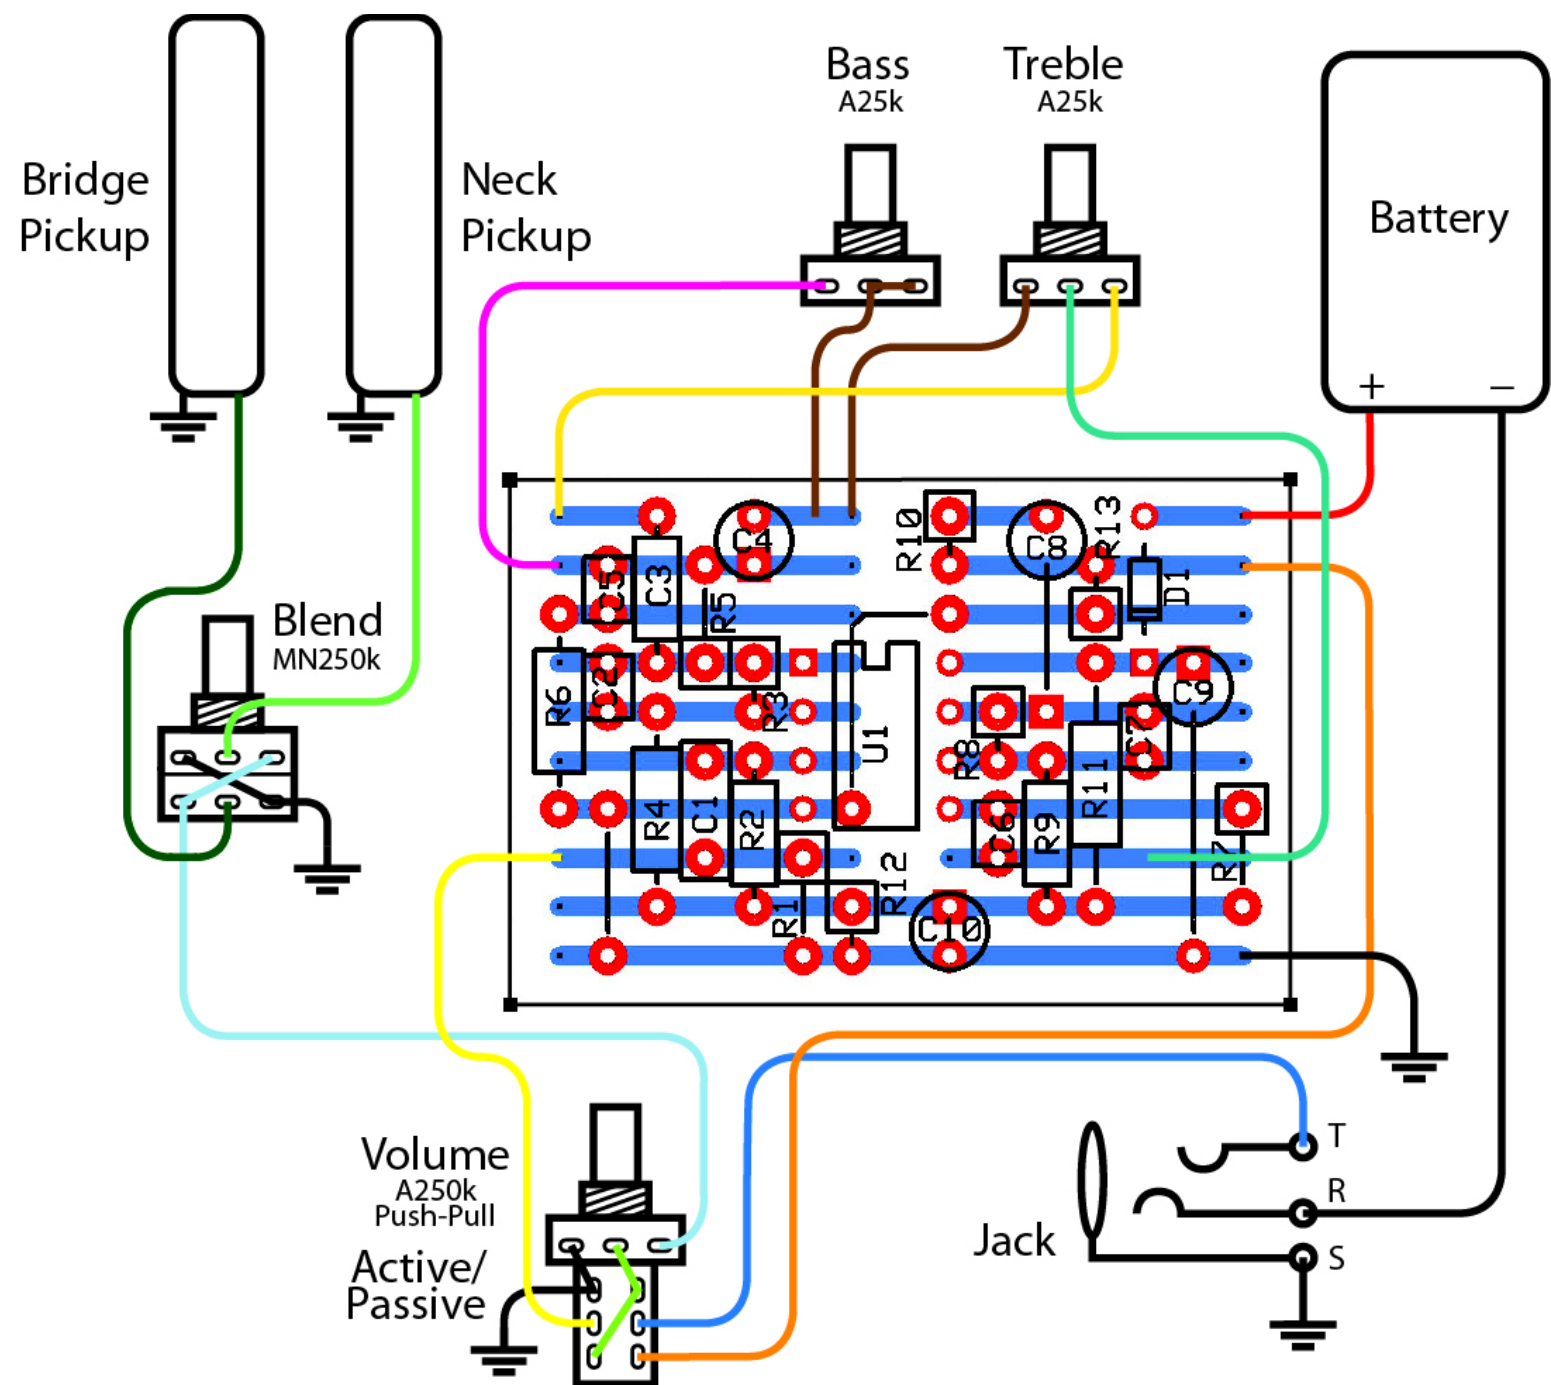 Bass
A25k
Treble
A25k
Bridge
Pickup
Neck
Pickup
Battery
+ −
Blend
MN250k
R10
R13
C4
C8
C5
C3
R5
D1
R6
C2
R3
U1
R8
C9
C7
R4
C1
R2
C6
R9
R11
R7
R1
R12
C10
Volume
A250k
Push-Pull
Active/
Passive
Jack
T
R
S